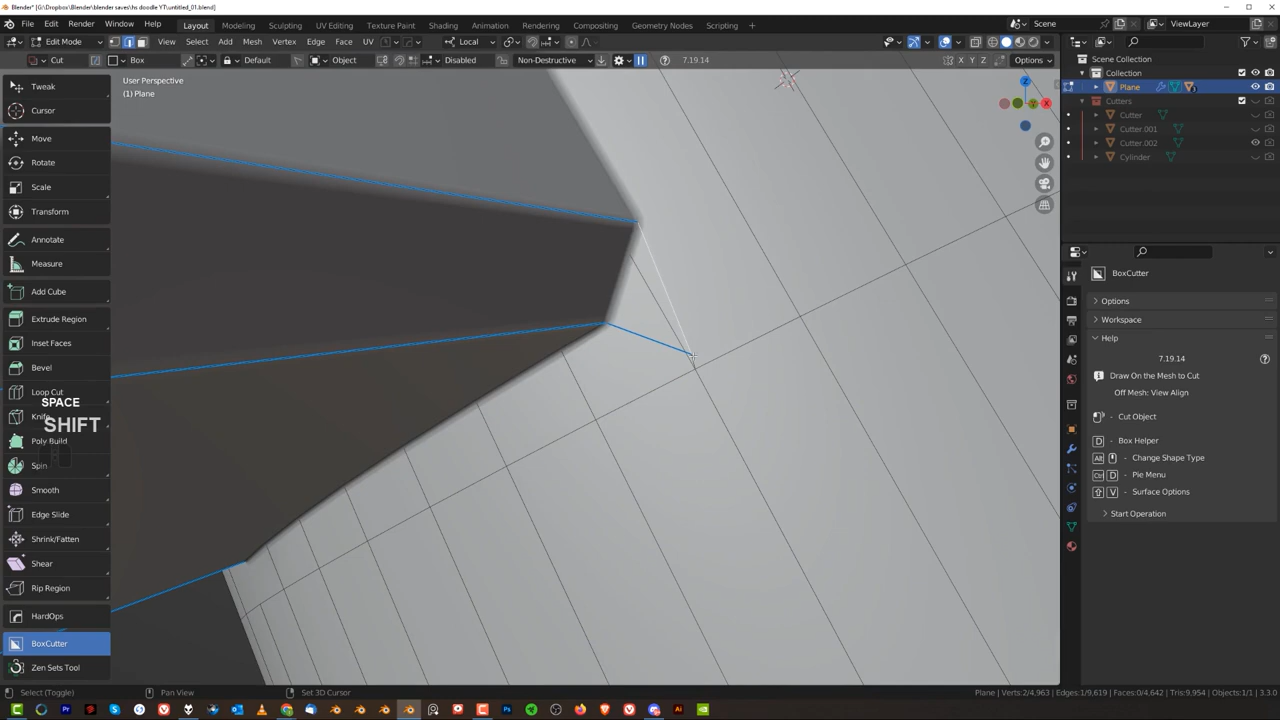 Blender* [G:\Dropbox\Blender\blender saves\hs doodle YT\untitled_01.blend]
File Edit Render Window Help Layout Modeling Sculpting UV Editing Texture Paint Shading Animation Rendering Compositing Geometry Nodes Scripting Scene ViewLayer
Edit Mode View Select Add Mesh Vertex Edge Face UV Local Options
Cut Box Default Object Disabled Non-Destructive 7.19.14 X Y Z Options
User Perspective
(1) Plane
Tweak
Cursor
Move
Rotate
Scale
Transform
Annotate
Measure
Add Cube
Extrude Region
Inset Faces
Bevel
Loop Cut
SPACE
Knife
SHIFT
Poly Build
Spin
Smooth
Edge Slide
Shrink/Fatten
Shear
Rip Region
HardOps
BoxCutter
Zen Sets Tool
Z
Y
X
Scene Collection
Collection
Plane
Cutters
Cutter
Cutter.001
Cutter.002
Cylinder
BoxCutter
Options
Workspace
Help
7.19.14
Draw On the Mesh to Cut
Off Mesh: View Align
- Cut Object
D - Box Helper
Alt - Change Shape Type
Ctrl D - Pie Menu
V - Surface Options
Start Operation
Select (Toggle) Pan View Set 3D Cursor Plane | Verts:2/4,963 | Edges:1/9,619 | Faces:0/4,642 | Tris:9,954 | Objects:1/1 | 3.3.0